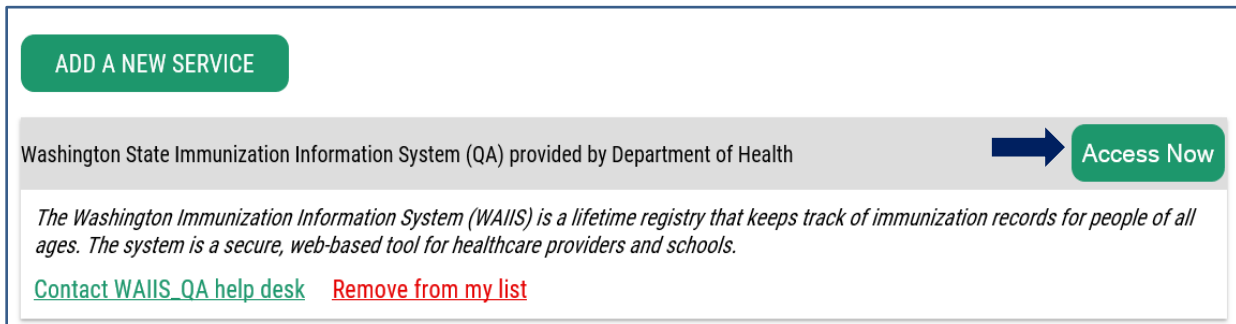 ADD A NEW SERVICE
Washington State Immunization Information System (QA) provided by Department of Health
Access Now
The Washington Immunization Information System (WAIIS) is a lifetime registry that keeps track of immunization records for people of all
ages. The system is a secure, web-based tool for healthcare providers and schools.
Contact WAIIS_QA help desk
Remove from my list